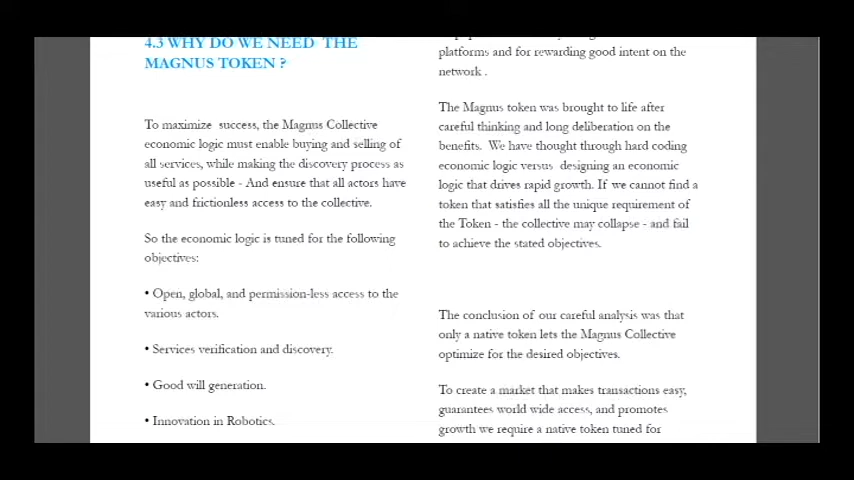 4.3 WHY DO WE NEED THE
MAGNUS TOKEN ?
To maximize success, the Magnus Collective
economic logic must enable buying and selling of
all services, while making the discovery process as
useful as possible - And ensure that all actors have
easy and frictionless access to the collective.
So the economic logic is tuned for the following
objectives:
• Open, global, and permission-less access to the
various actors.
• Services verification and discovery.
• Good will generation.
• Innovation in Robotics.
platforms and for rewarding good intent on the
network .
The Magnus token was brought to life after
careful thinking and long deliberation on the
benefits. We have thought through hard coding
economic logic versus designing an economic
logic that drives rapid growth. If we cannot find a
token that satisfies all the unique requirement of
the Token - the collective may collapse - and fail
to achieve the stated objectives.
The conclusion of our careful analysis was that
only a native token lets the Magnus Collective
optimize for the desired objectives.
To create a market that makes transactions easy,
guarantees world wide access, and promotes
growth we require a native token tuned for